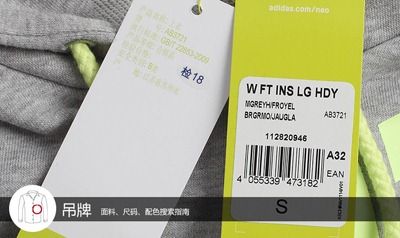 AB3721
GB/T 22853-2009
检18
adidas.com/neo
W FT INS LG HDY
MGREYH/FROYEL
BRGRMO/JAUGLA AB3721
112820946
A32
EAN
4 055339 473182
S
吊牌 面料、尺码、配色搜索指南